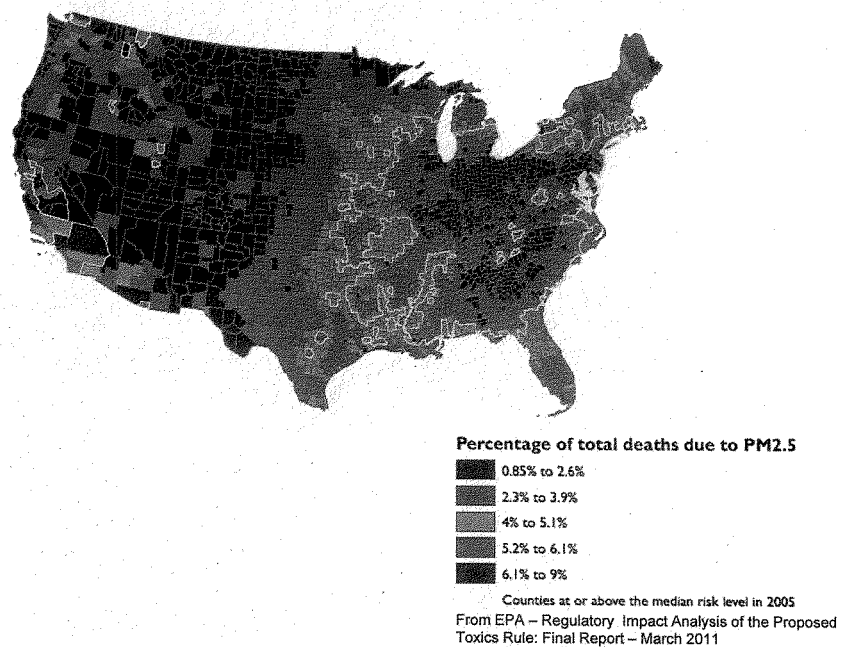 Percentage of total deaths due to PM2.5
0.85% to 2.6%
2.3% to 3.9%
4% to 5.1%
5.2% to 6.1%
6.1% to 9%
Counties at or above the median risk level in 2005
From EPA – Regulatory Impact Analysis of the Proposed
Toxics Rule: Final Report – March 2011